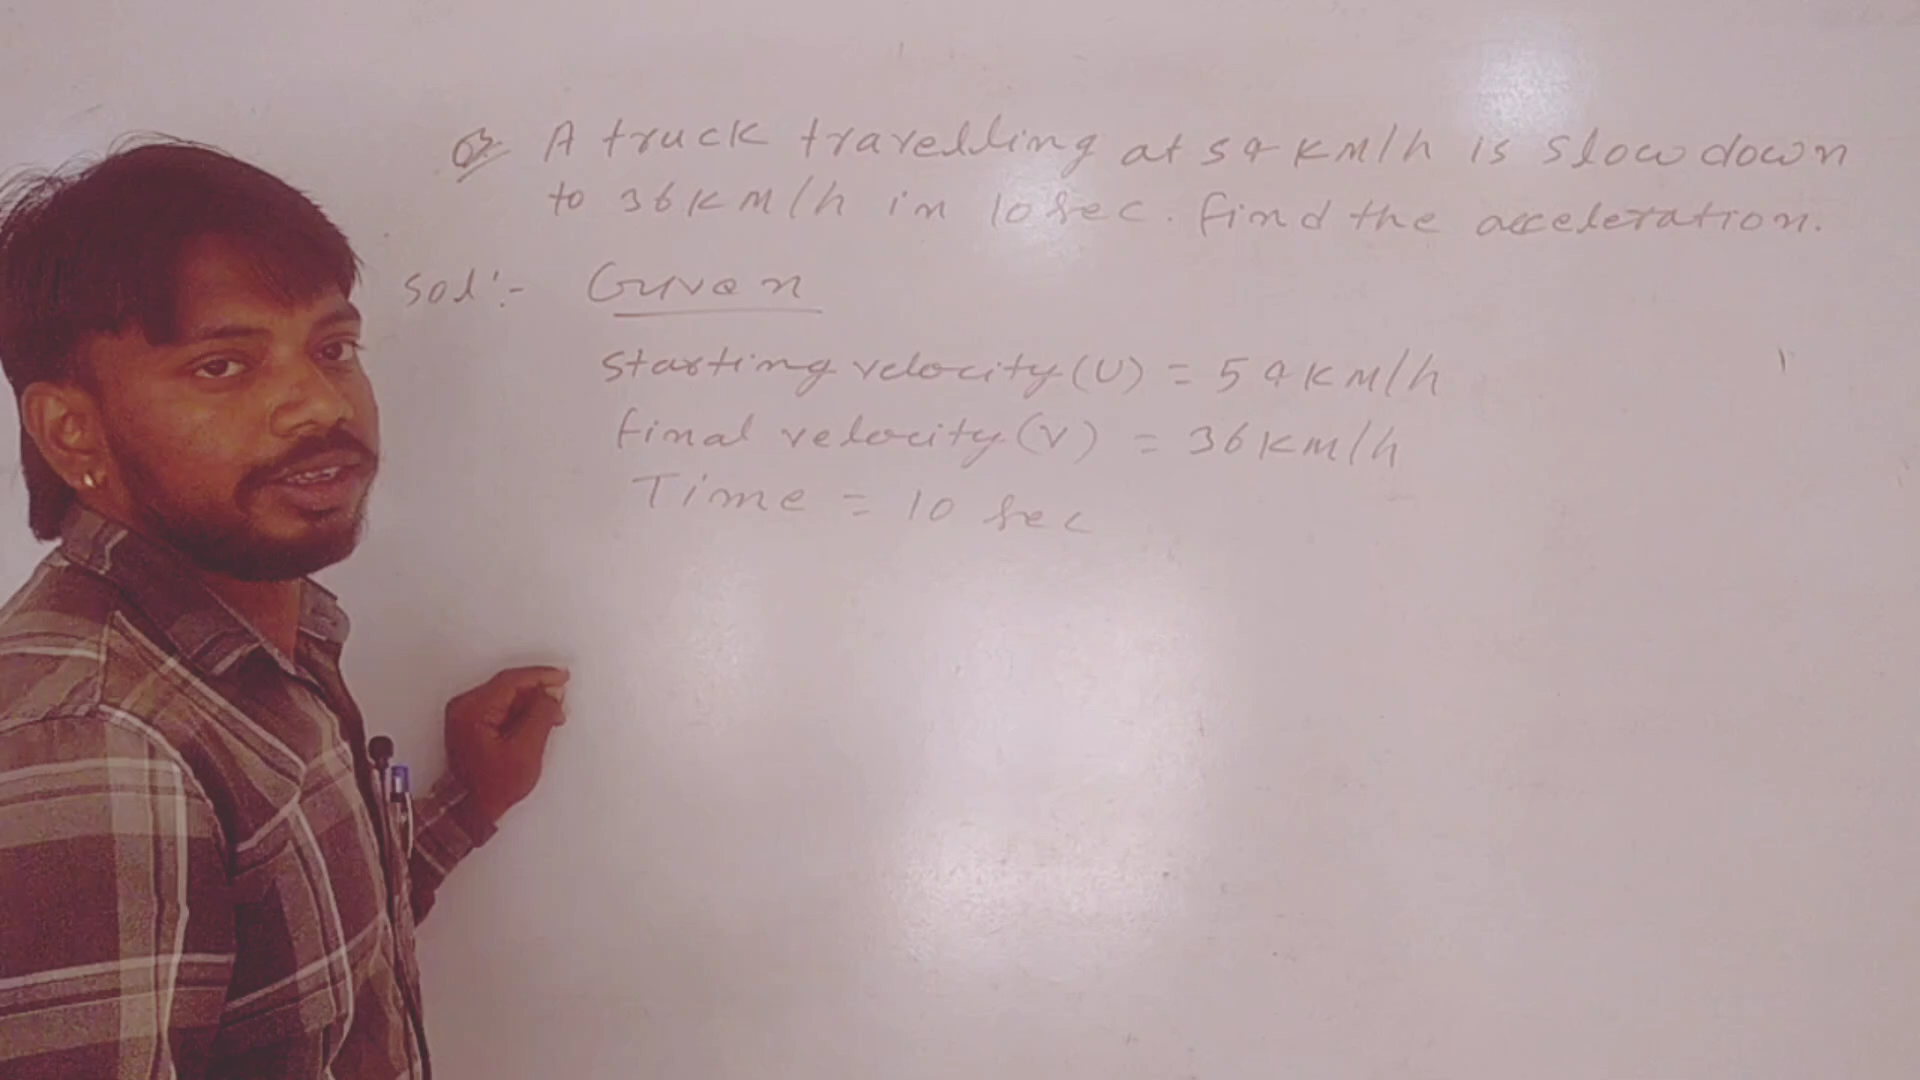 Q2 A truck travelling at 54 KM/h is slow down
to 36 KM/h in 10 sec. find the acceleration.
Sol':- Given
Starting velocity (U) = 54 KM/h
final velocity (V) = 36 KM/h
Time = 10 sec